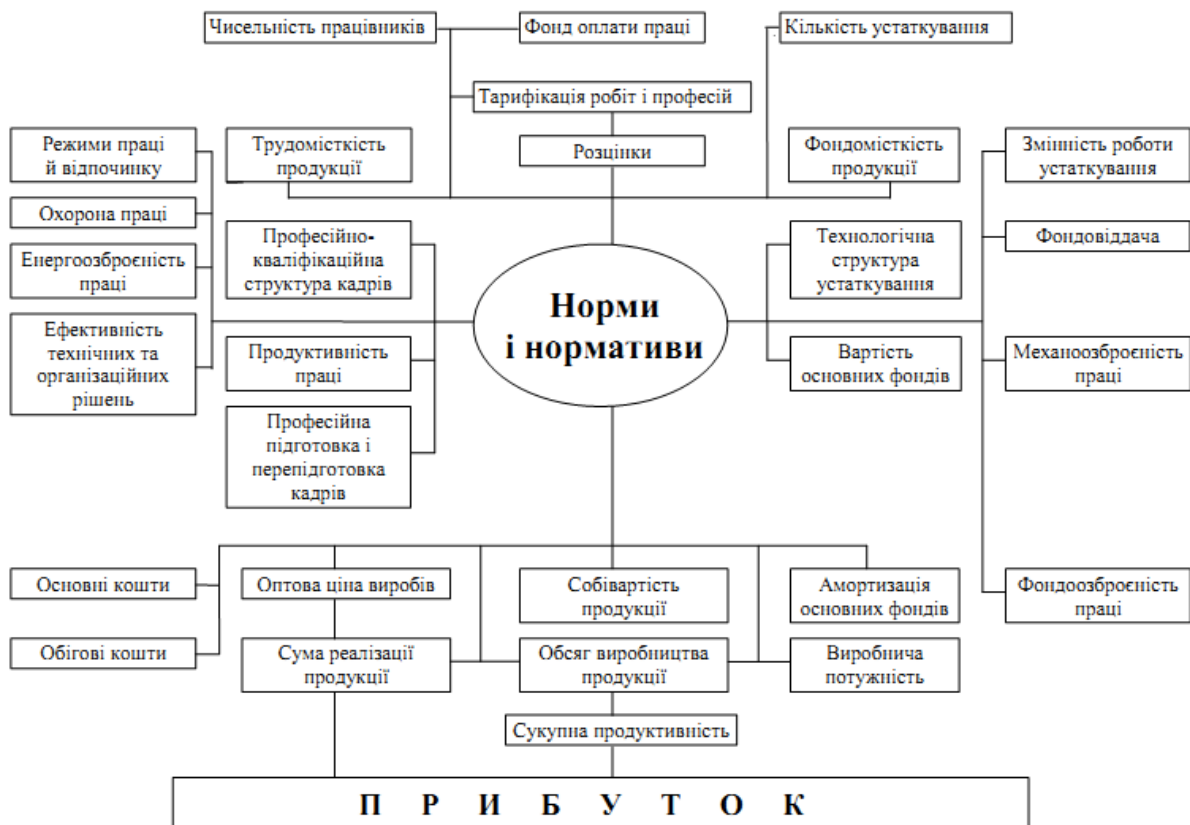 Чисельність працівників
Фонд оплати праці
Кількість устаткування
Тарифікація робіт і професій
Режими праці
й відпочинку
Трудомісткість
продукції
Розцінки
Фондомісткість
продукції
Змінність роботи
устаткування
Охорона праці
Професійно-
кваліфікаційна
структура кадрів
Технологічна
структура
устаткування
Фондовіддача
Енергоозброєність
праці
Норми
і нормативи
Ефективність
технічних та
організаційних
рішень
Продуктивність
праці
Вартість
основних фондів
Механоозброєність
праці
Професійна
підготовка і
перепідготовка
кадрів
Основні кошти
Оптова ціна виробів
Собівартість
продукції
Амортизація
основних фондів
Фондоозброєність
праці
Обігові кошти
Сума реалізації
продукції
Обсяг виробництва
продукції
Виробнича
потужність
Сукупна продуктивність
П Р И Б У Т О К